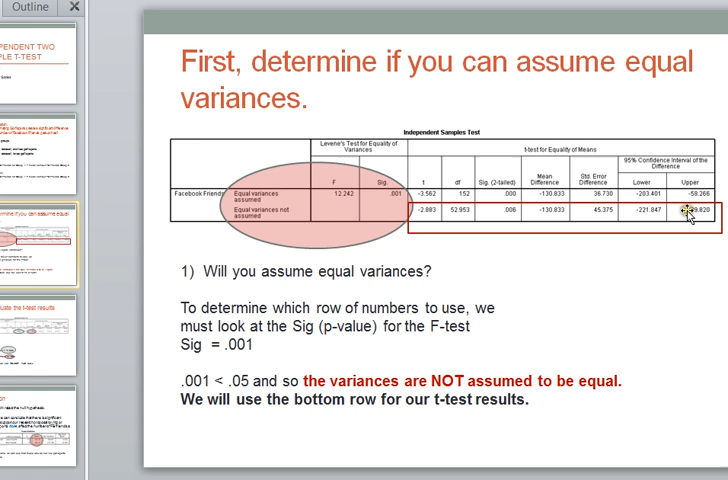 Outline
PENDENT TWO
PLE T-TEST
First, determine if you can assume equal
variances.
Independent Samples Test
Levene's Test for Equality of
Variances
t-test for Equality of Means
F
Sig.
t
df
Sig. (2-tailed)
Mean
Difference
Std. Error
Difference
95% Confidence Interval of the
Difference
Lower
Upper
Facebook Friends
Equal variances
assumed
12.242
.001
-3.562
152
.000
-130.833
36.730
-203.401
-58.266
Equal variances not
assumed
-2.883
52.953
.006
-130.833
45.375
-221.847
9.820
1) Will you assume equal variances?
To determine which row of numbers to use, we
must look at the Sig (p-value) for the F-test
Sig = .001
.001 < .05 and so the variances are NOT assumed to be equal.
We will use the bottom row for our t-test results.